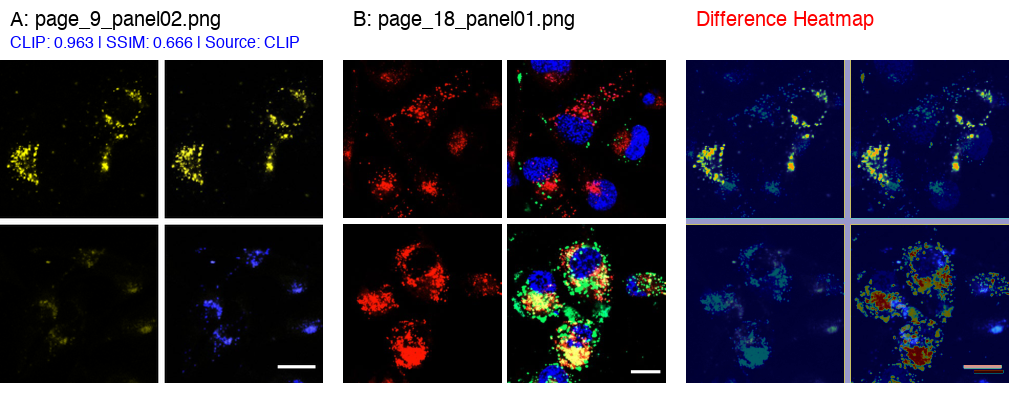 A: page_9_panel02.png
CLIP: 0.963 | SSIM: 0.666 | Source: CLIP
B: page_18_panel01.png
Difference Heatmap